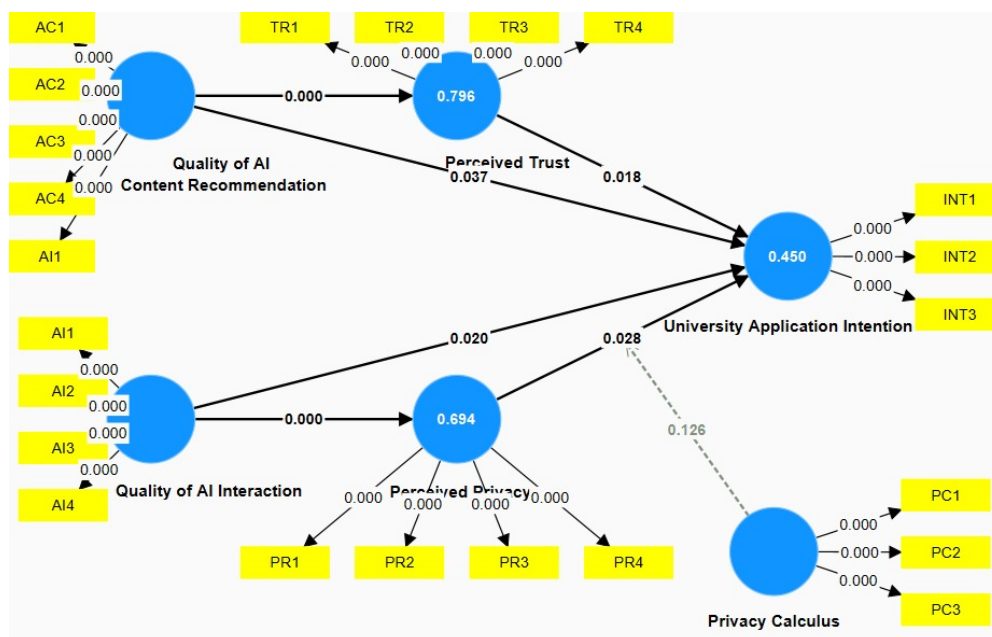 AC1
AC2
AC3
AC4
AI1
0.000
0.000
0.000
0.000
0.000
Quality of AI
Content Recommendation
0.000
TR1
TR2
TR3
TR4
0.000
0.000
0.000
0.000
0.796
Perceived Trust
0.037
0.018
0.450
University Application Intention
0.000
0.000
0.000
INT1
INT2
INT3
AI1
AI2
AI3
AI4
0.000
0.000
0.000
0.000
Quality of AI Interaction
0.020
0.000
0.694
Perceived Privacy
0.028
0.000
0.000
0.000
0.000
PR1
PR2
PR3
PR4
0.126
Privacy Calculus
0.000
0.000
0.000
PC1
PC2
PC3